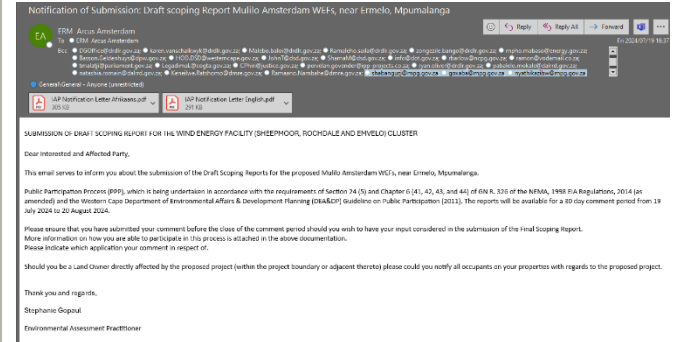 Notification of Submission: Draft scoping Report Mulilo Amsterdam WEFs, near Ermelo, Mpumalanga
Reply
Reply All
Forward
EA
ERM Arcus Amsterdam
To ERM Arcus Amsterdam
Fri 2024/07/19 16:37
Bcc
General\General - Anyone (unrestricted)
IAP Notification Letter Afrikaans.pdf
305 KB
IAP Notification Letter English.pdf
291 KB
SUBMISSION OF DRAFT SCOPING REPORT FOR THE WIND ENERGY FACILITY (SHEEPMOOR, ROCHDALE AND EMVELO) CLUSTER
Dear Interested and Affected Party,
This email serves to inform you about the submission of the Draft Scoping Reports for the proposed Mulilo Amsterdam WEFs, near Ermelo, Mpumalanga.
Public Participation Process (PPP), which is being undertaken in accordance with the requirements of Section 24 (5) and Chapter 6 (41, 42, 43, and 44) of GN R. 326 of the NEMA, 1998 EIA Regulations, 2014 (as
amended) and the Western Cape Department of Environmental Affairs & Development Planning (DEA&DP) Guideline on Public Participation (2011). The reports will be available for a 30 day comment period from 19
July 2024 to 20 August 2024.
Please ensure that you have submitted your comment before the close of the comment period should you wish to have your input considered in the submission of the Final Scoping Report.
More information on how you are able to participate in this process is attached in the above documentation.
Please indicate which application your comment in respect of.
Should you be a Land Owner directly affected by the proposed project (within the project boundary or adjacent thereto) please could you notify all occupants on your properties with regards to the proposed project.
Thank you and regards,
Stephanie Gopaul
Environmental Assessment Practitioner